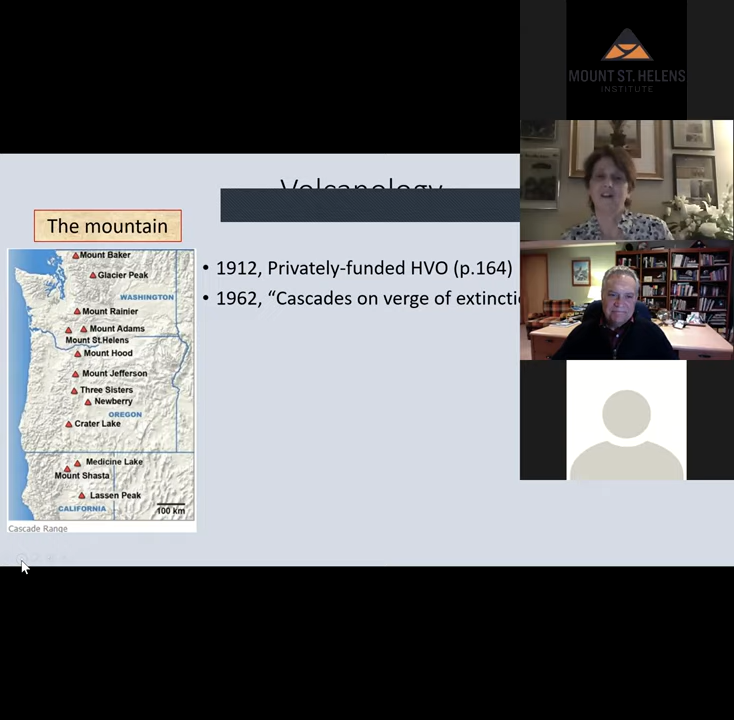 MOUNT ST. HELENS
INSTITUTE
Volcanology
The mountain
• 1912, Privately-funded HVO (p.164)
• 1962, “Cascades on verge of
Mount Baker
Glacier Peak
WASHINGTON
Mount Rainier
Mount Adams
Mount St.Helens
Mount Hood
Mount Jefferson
Three Sisters
Newberry
OREGON
Crater Lake
Medicine Lake
Mount Shasta
Lassen Peak
CALIFORNIA
100 km
Cascade Range